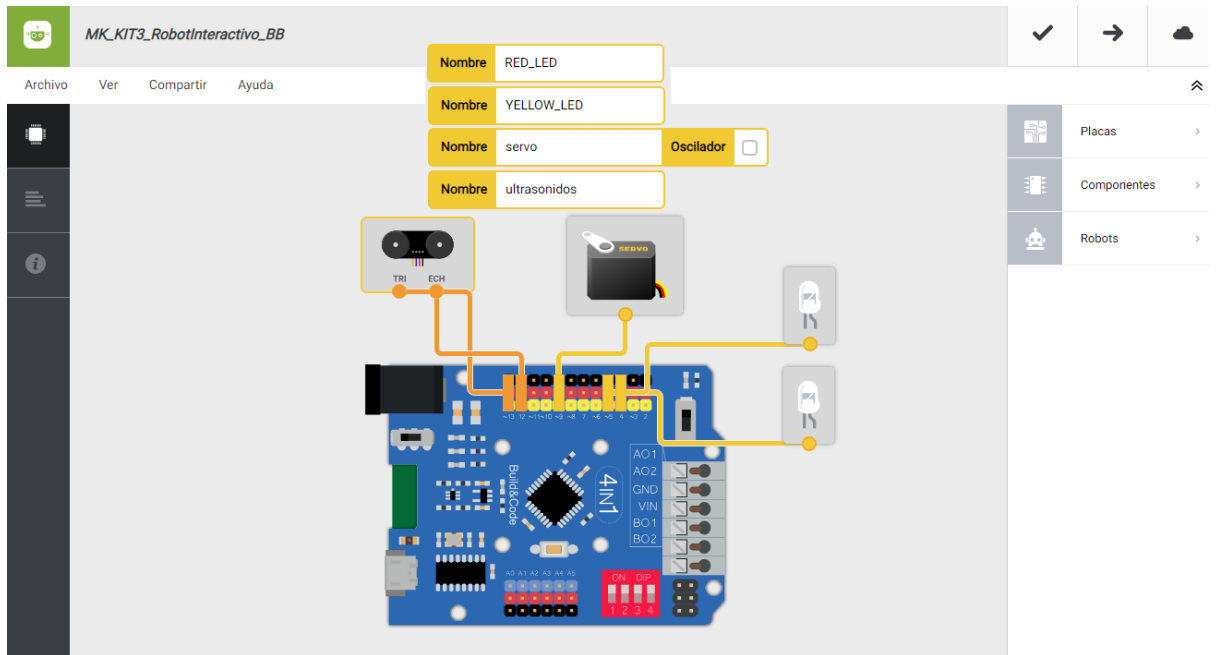 MK_KIT3_RobotInteractivo_BB
Archivo Ver Compartir Ayuda
Nombre RED_LED
Nombre YELLOW_LED
Nombre servo Oscilador
Nombre ultrasonidos
Placas
Componentes
Robots
TRI ECH
SERVO
~13 12 ~11 ~10 ~9 ~8 7 ~6 ~5 4 ~3 2
Build&Code
4IN1
AO1
AO2
GND
VIN
BO1
BO2
A0 A1 A2 A3 A4 A5
ON DIP
1 2 3 4